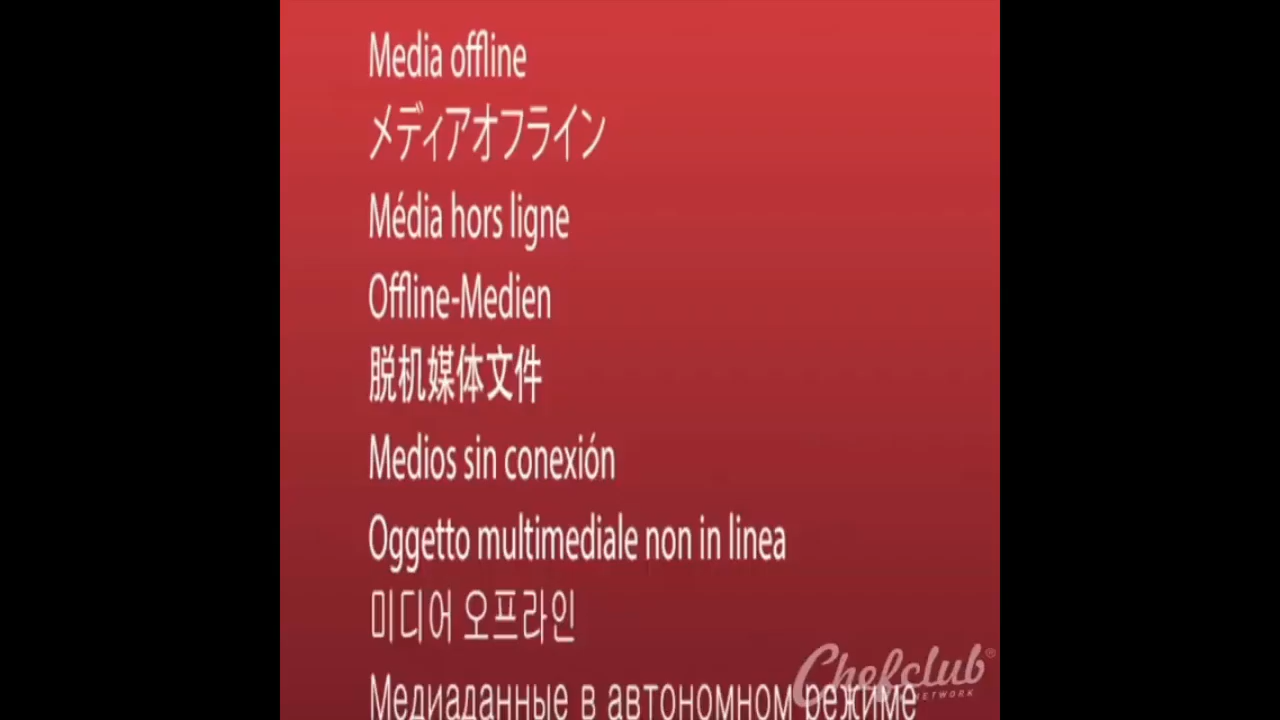 Media offline
メディアオフライン
Média hors ligne
Offline-Medien
脱机媒体文件
Medios sin conexión
Oggetto multimediale non in linea
미디어 오프라인
Медиаданные в автономном режиме
Chefclub®
NETWORK